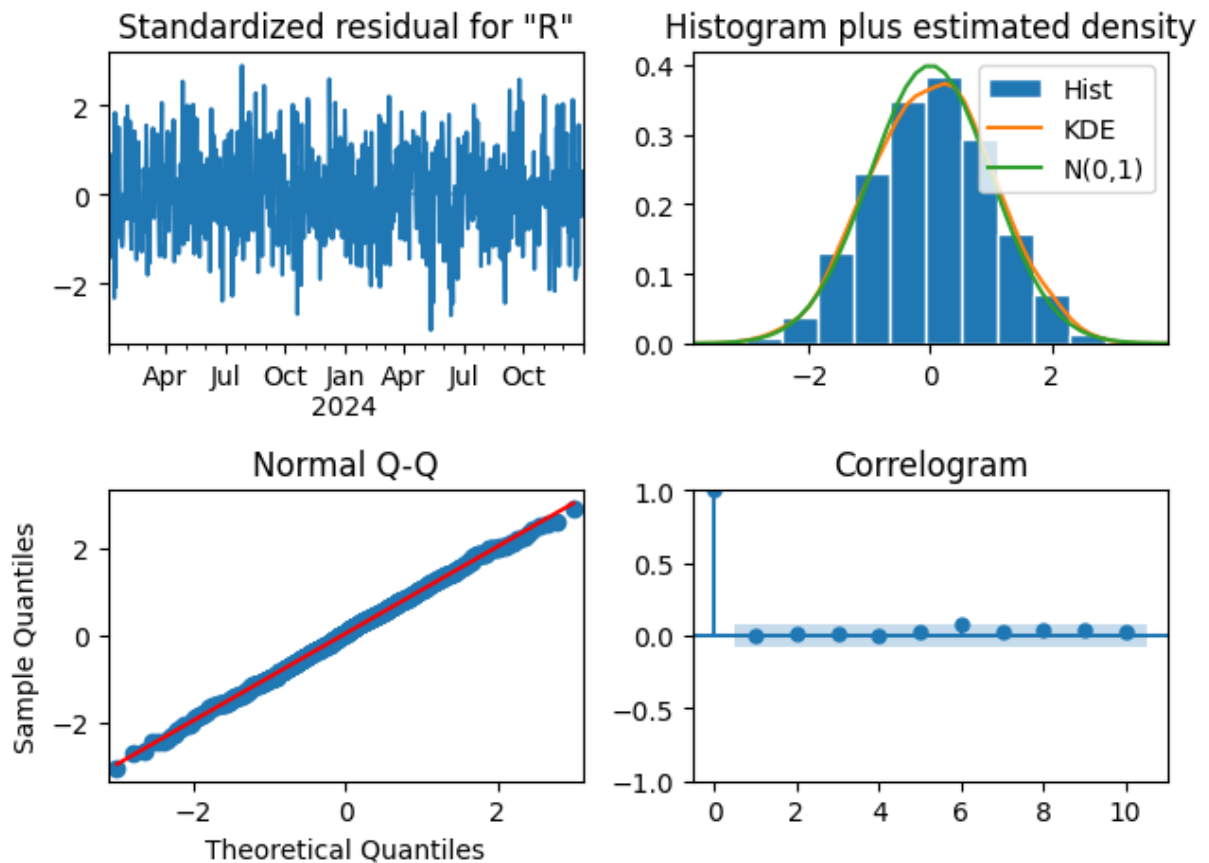 Standardized residual for "R"
2
0
−2
Apr Jul Oct Jan Apr Jul Oct
2024
Histogram plus estimated density
0.4
0.3
0.2
0.1
0.0
Hist
KDE
N(0,1)
−2 0 2
Normal Q-Q
Sample Quantiles
2
0
−2
−2 0 2
Theoretical Quantiles
Correlogram
1.0
0.5
0.0
−0.5
−1.0
0 2 4 6 8 10